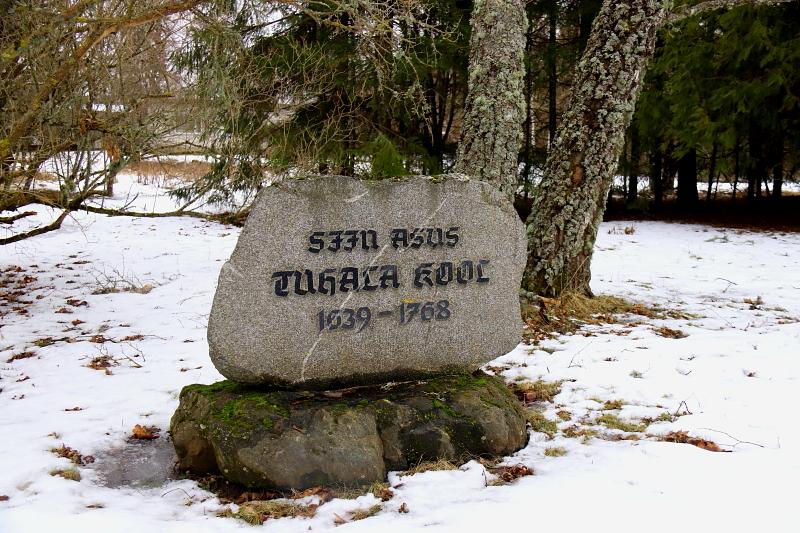 SIIN ASUS
TUHALA KOOL
1639-1768